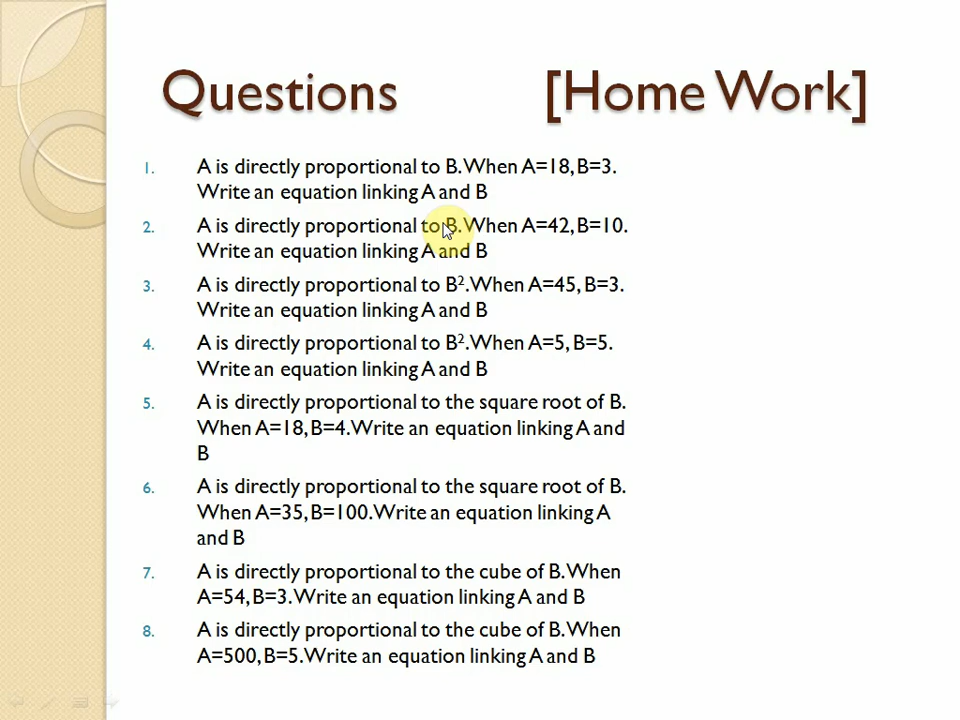 Questions [Home Work]
1. A is directly proportional to B. When A=18, B=3.
Write an equation linking A and B
2. A is directly proportional to B. When A=42, B=10.
Write an equation linking A and B
3. A is directly proportional to B². When A=45, B=3.
Write an equation linking A and B
4. A is directly proportional to B². When A=5, B=5.
Write an equation linking A and B
5. A is directly proportional to the square root of B.
When A=18, B=4. Write an equation linking A and
B
6. A is directly proportional to the square root of B.
When A=35, B=100. Write an equation linking A
and B
7. A is directly proportional to the cube of B. When
A=54, B=3. Write an equation linking A and B
8. A is directly proportional to the cube of B. When
A=500, B=5. Write an equation linking A and B